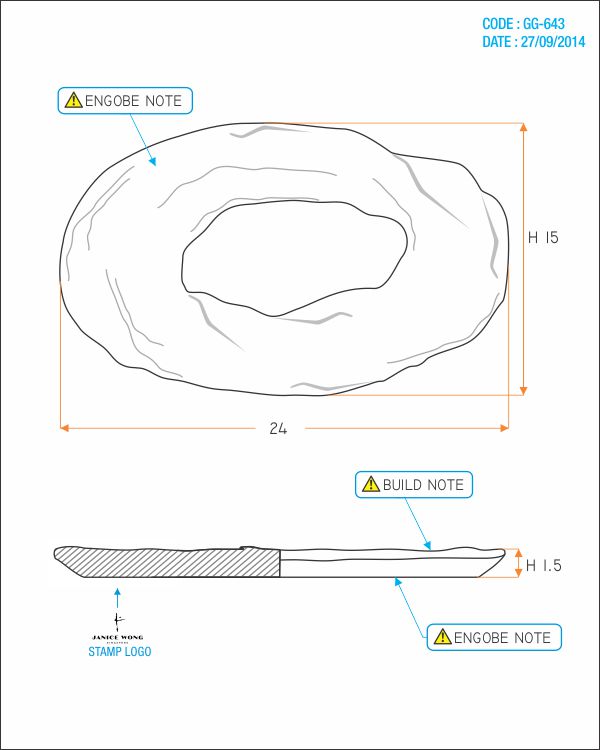 CODE : GG-643
DATE : 27/09/2014
ENGOBE NOTE
H 15
24
BUILD NOTE
H 1.5
JANICE WONG
SINGAPORE
STAMP LOGO
ENGOBE NOTE